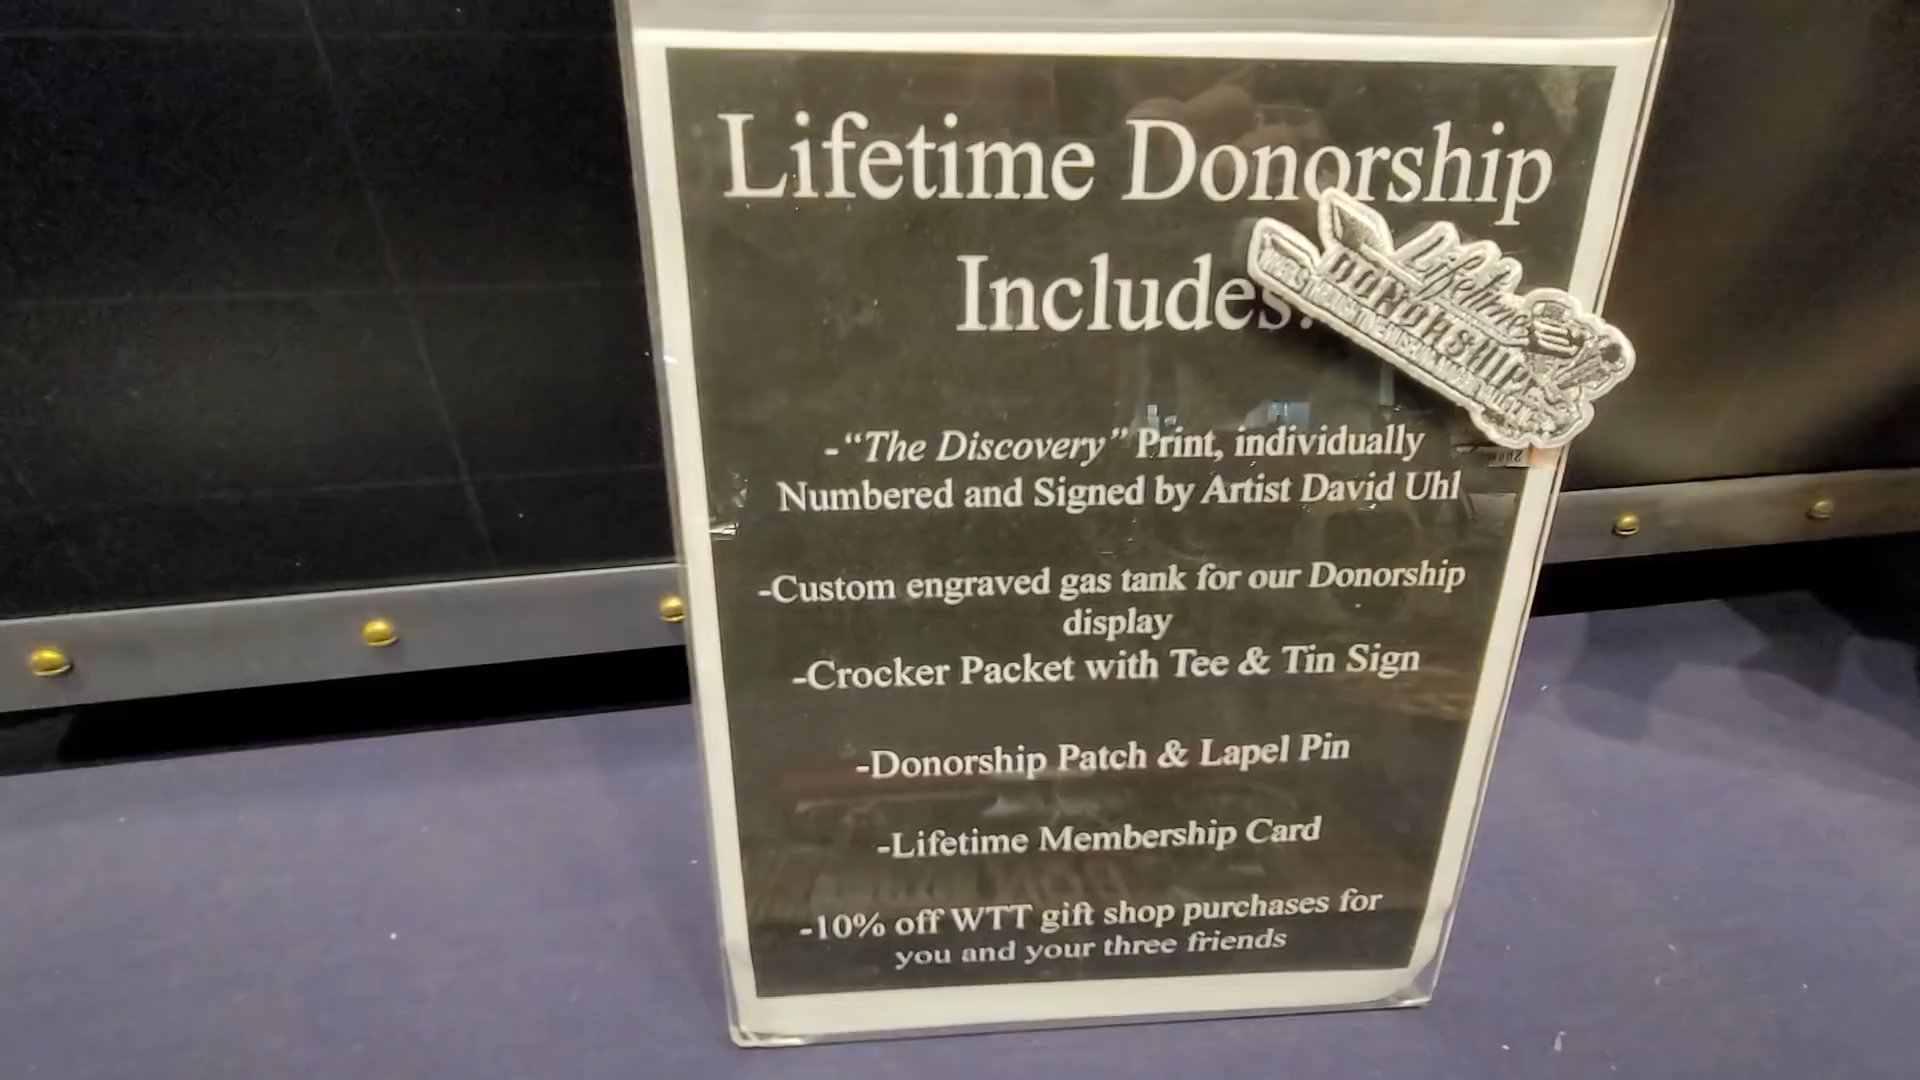 Lifetime Donorship
Includes:
-“The Discovery” Print, individually
Numbered and Signed by Artist David Uhl
-Custom engraved gas tank for our Donorship
display
-Crocker Packet with Tee & Tin Sign
-Donorship Patch & Lapel Pin
-Lifetime Membership Card
-10% off WTT gift shop purchases for
you and your three friends
Lifetime
DONORSHIP